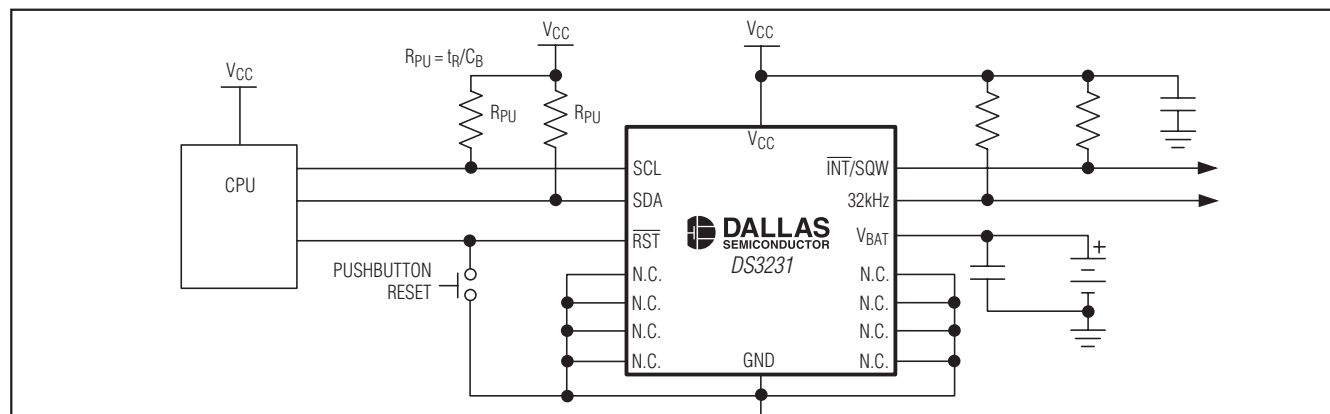 VCC
RPU = tR/CB
VCC
VCC
RPU
RPU
CPU
VCC
SCL
INT/SQW
SDA
32kHz
DALLAS
SEMICONDUCTOR
DS3231
RST
VBAT
+
PUSHBUTTON
RESET
N.C.
N.C.
N.C.
N.C.
N.C.
N.C.
N.C.
N.C.
GND